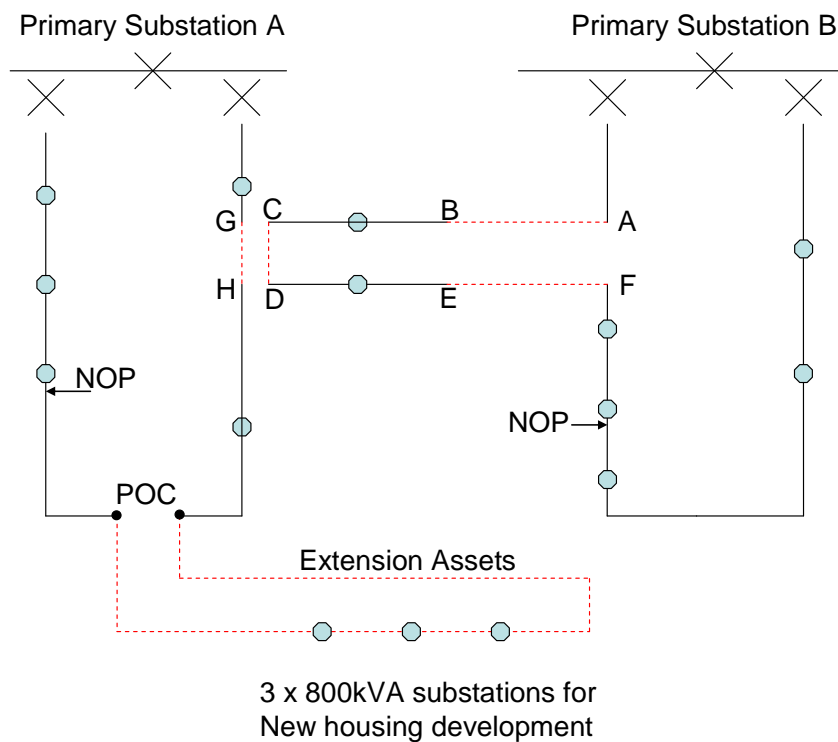 Primary Substation A
Primary Substation B
G
C
B
A
H
D
E
F
NOP
NOP
POC
Extension Assets
3 x 800kVA substations for
New housing development